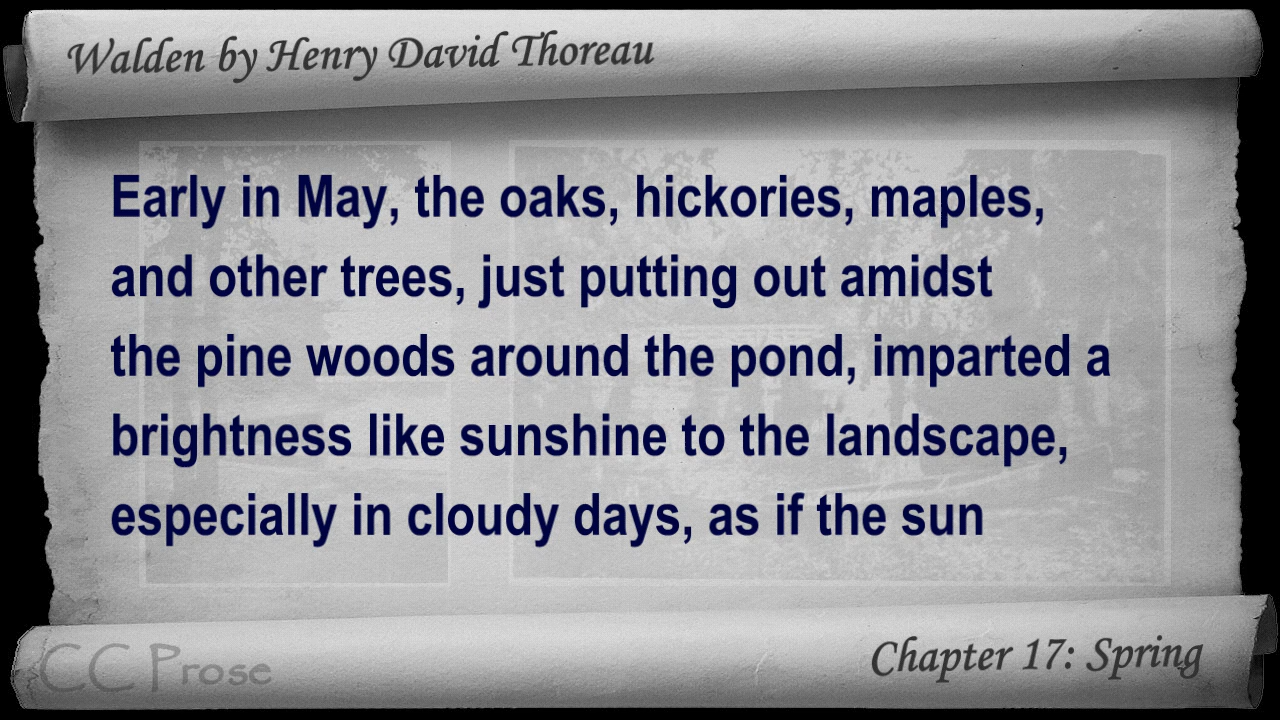 Walden by Henry David Thoreau
Early in May, the oaks, hickories, maples,
and other trees, just putting out amidst
the pine woods around the pond, imparted a
brightness like sunshine to the landscape,
especially in cloudy days, as if the sun
CC Prose
Chapter 17: Spring